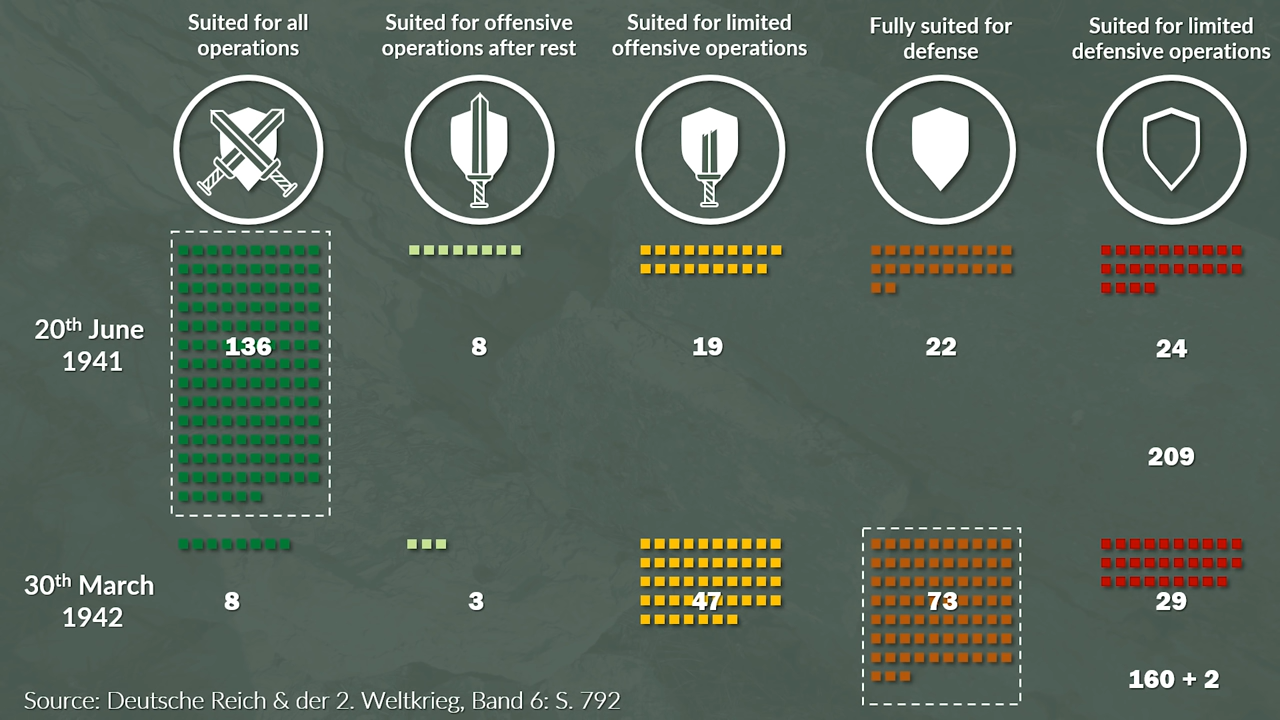 Suited for all
operations
Suited for offensive
operations after rest
Suited for limited
offensive operations
Fully suited for
defense
Suited for limited
defensive operations
20th June
1941
136
8
19
22
24
209
30th March
1942
8
3
47
73
29
160 + 2
Source: Deutsche Reich & der 2. Weltkrieg, Band 6: S. 792